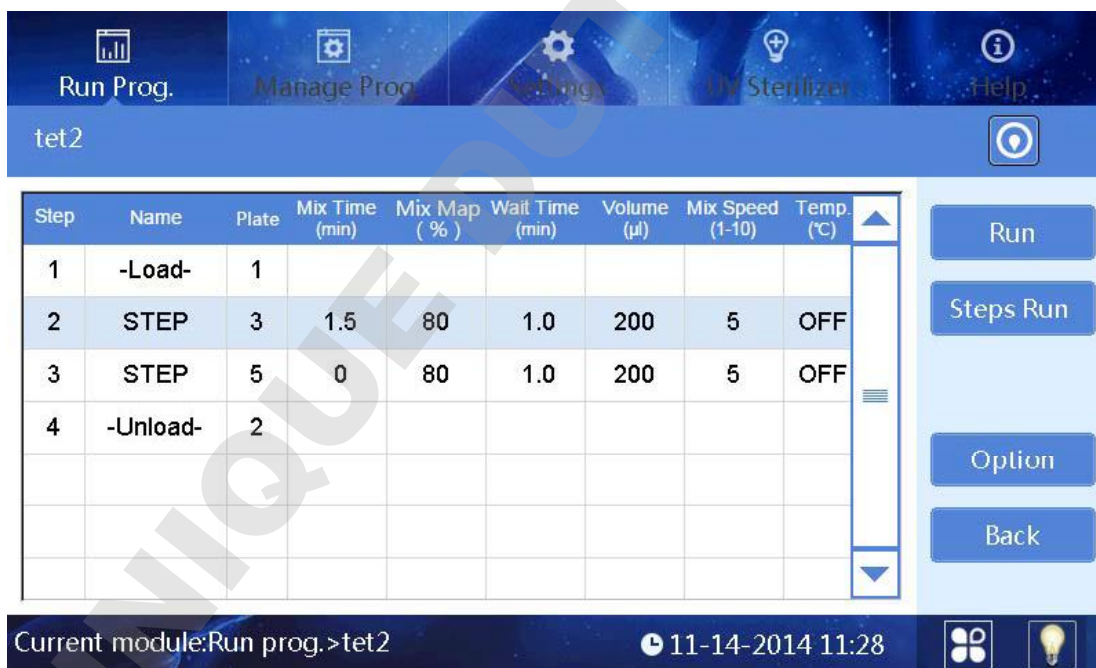 Run Prog. Manage Prog. Settings UV Sterilizer Help
tet2
Step Name Plate Mix Time (min) Mix Map (%) Wait Time (min) Volume (µl) Mix Speed (1-10) Temp. (℃)
1 -Load- 1
2 STEP 3 1.5 80 1.0 200 5 OFF
3 STEP 5 0 80 1.0 200 5 OFF
4 -Unload- 2
Run
Steps Run
Option
Back
Current module:Run prog.>tet2 11-14-2014 11:28